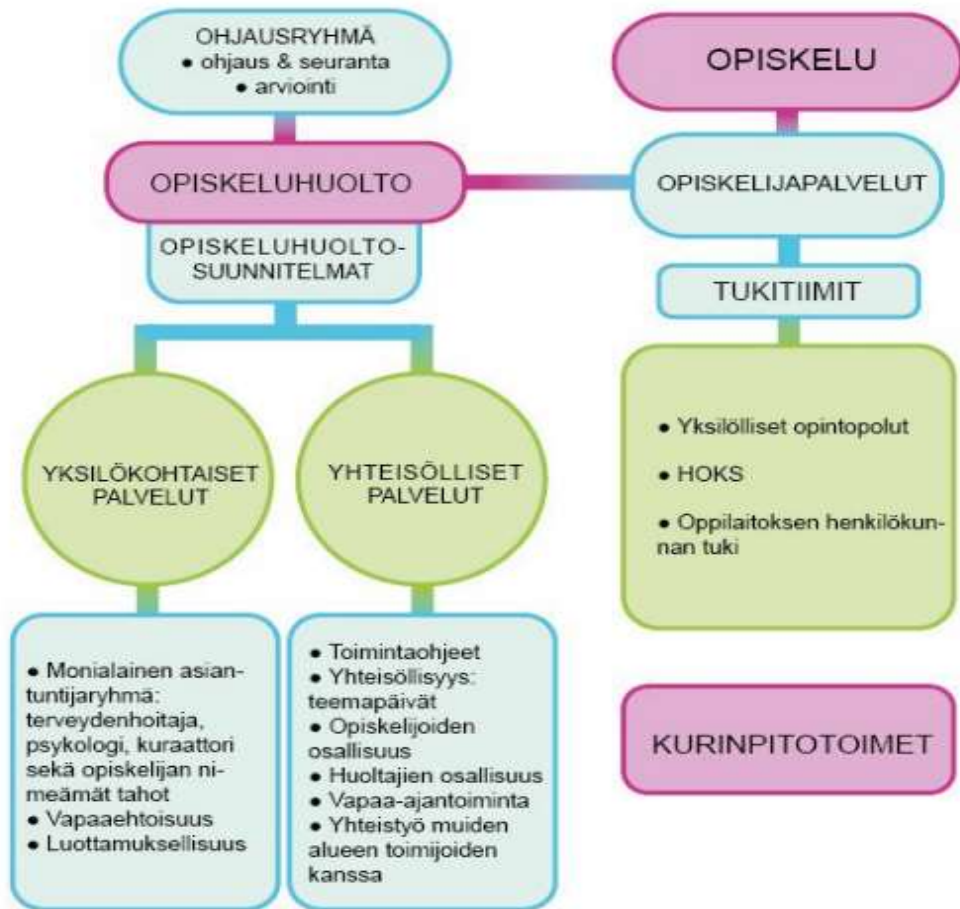 OHJAUSRYHMÄ
● ohjaus & seuranta
● arviointi
OPISKELU
OPISKELUHUOLTO
OPISKELIJAPALVELUT
OPISKELUHUOLTO-
SUUNNITELMAT
TUKITIIMIT
YKSILÖKOHTAISET
PALVELUT
YHTEISÖLLISET
PALVELUT
● Yksilölliset opintopolut
● HOKS
● Oppilaitoksen henkilökun-
nan tuki
● Monialainen asian-
tuntijaryhmä:
terveydenhoitaja,
psykologi, kuraattori
sekä opiskelijan ni-
meämät tahot
● Vapaaehtoisuus
● Luottamuksellisuus
● Toimintaohjeet
● Yhteisöllisyys:
teemapäivät
● Opiskelijoiden
osallisuus
● Huoltajien osallisuus
● Vapaa-ajantoiminta
● Yhteistyö muiden
alueen toimijoiden
kanssa
KURINPITOTOIMET